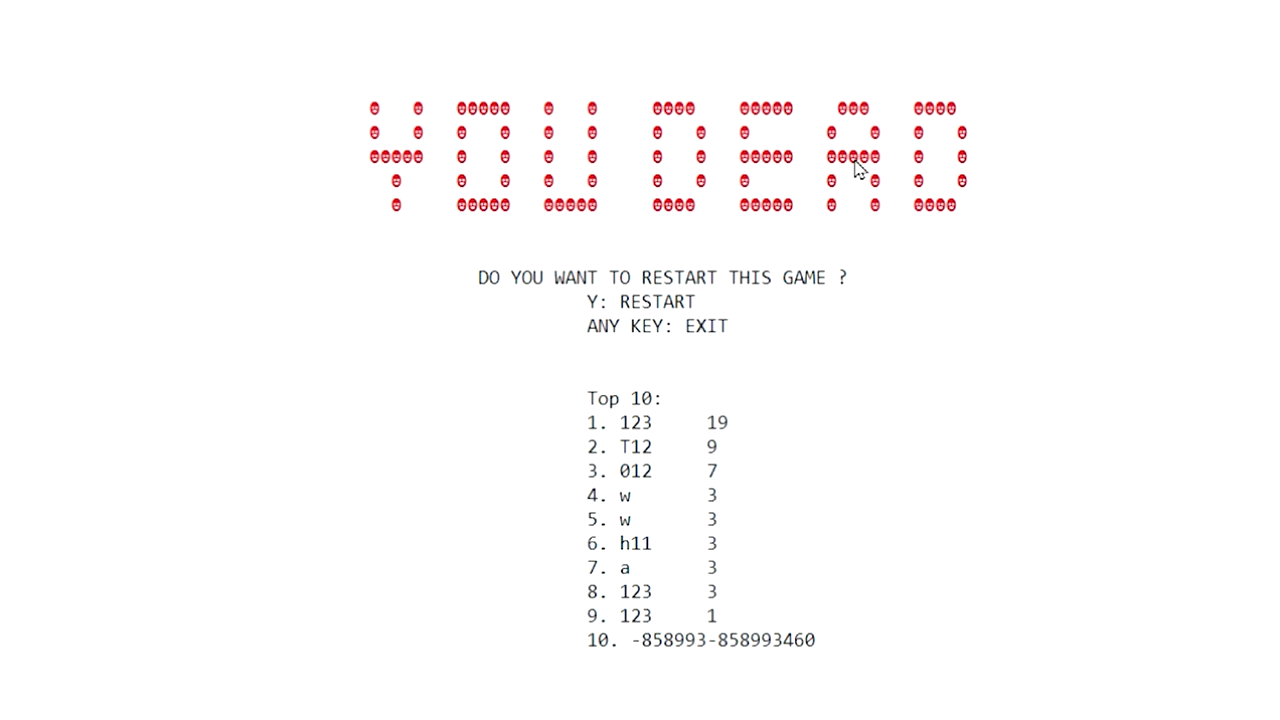 YOU DEAD
DO YOU WANT TO RESTART THIS GAME ?
Y: RESTART
ANY KEY: EXIT
Top 10:
1. 123 19
2. T12 9
3. 012 7
4. w 3
5. w 3
6. h11 3
7. a 3
8. 123 3
9. 123 1
10. -858993-858993460